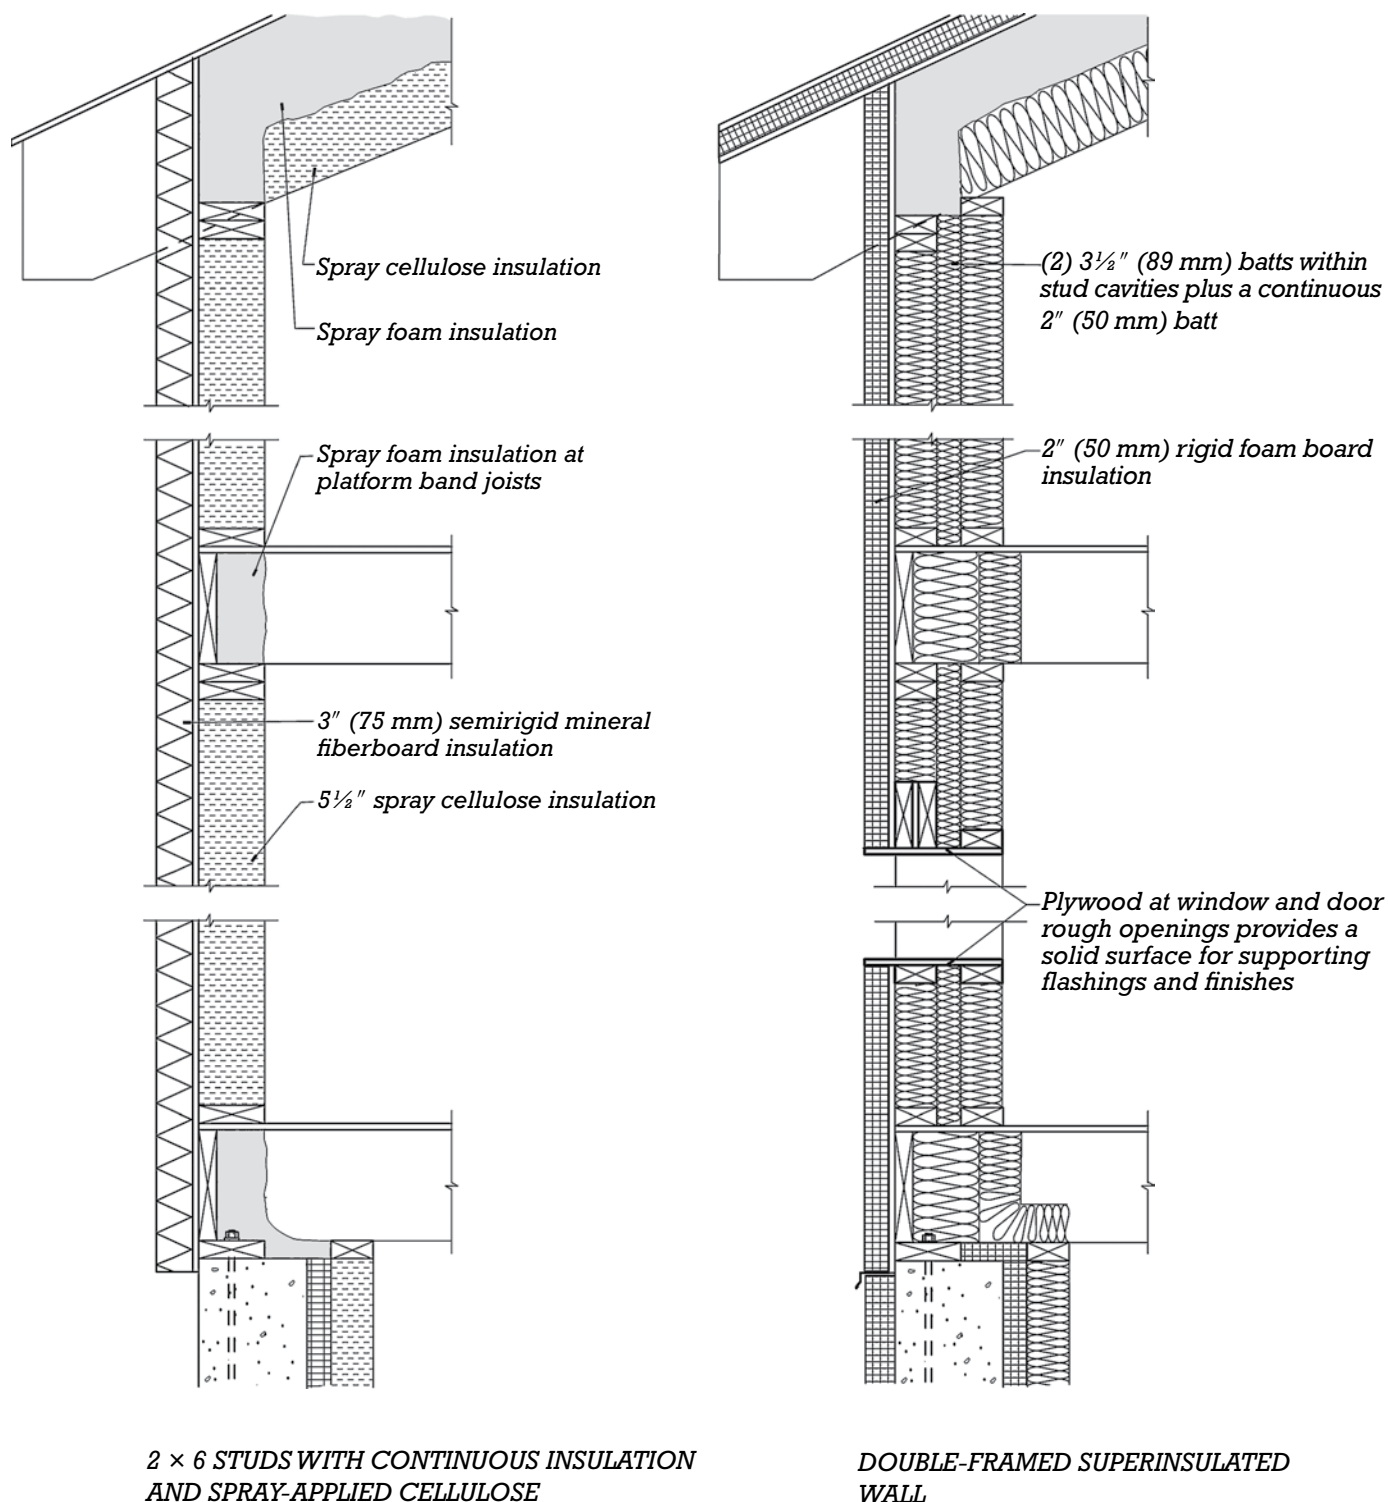 Spray cellulose insulation
Spray foam insulation
Spray foam insulation at
platform band joists
3" (75 mm) semirigid mineral
fiberboard insulation
5½" spray cellulose insulation
2 × 6 STUDS WITH CONTINUOUS INSULATION
AND SPRAY-APPLIED CELLULOSE
(2) 3½" (89 mm) batts within
stud cavities plus a continuous
2" (50 mm) batt
2" (50 mm) rigid foam board
insulation
Plywood at window and door
rough openings provides a
solid surface for supporting
flashings and finishes
DOUBLE-FRAMED SUPERINSULATED
WALL